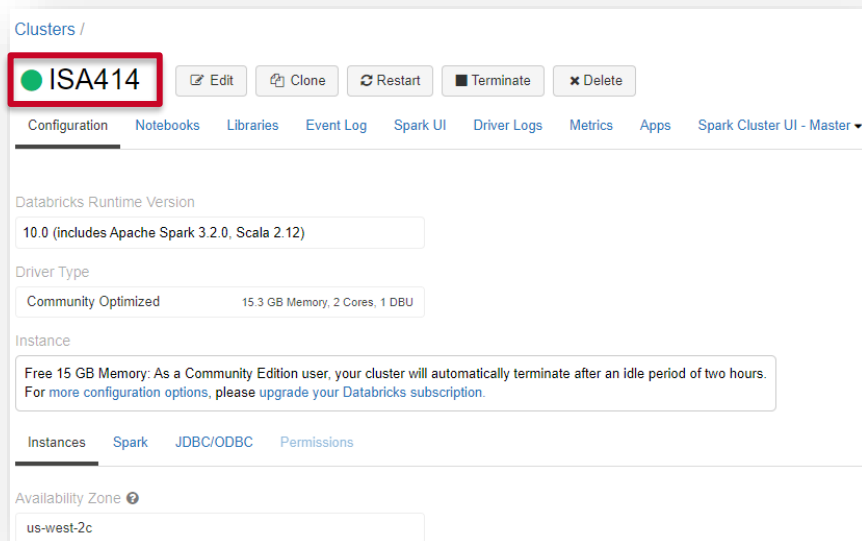 Clusters /
ISA414 Edit Clone Restart Terminate Delete
Configuration Notebooks Libraries Event Log Spark UI Driver Logs Metrics Apps Spark Cluster UI - Master
Databricks Runtime Version
10.0 (includes Apache Spark 3.2.0, Scala 2.12)
Driver Type
Community Optimized 15.3 GB Memory, 2 Cores, 1 DBU
Instance
Free 15 GB Memory: As a Community Edition user, your cluster will automatically terminate after an idle period of two hours.
For more configuration options, please upgrade your Databricks subscription.
Instances Spark JDBC/ODBC Permissions
Availability Zone ?
us-west-2c